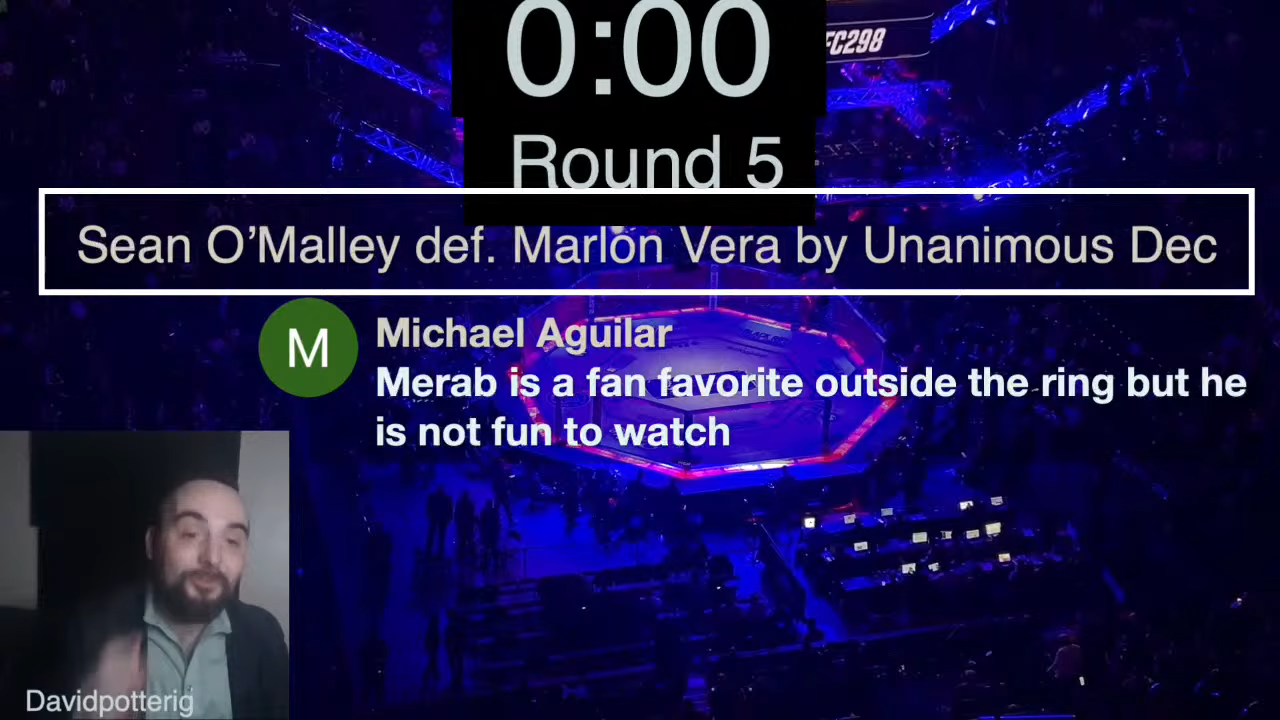 0:00
FC298
Round 5
Sean O’Malley def. Marlon Vera by Unanimous Dec
M
Michael Aguilar
Merab is a fan favorite outside the ring but he
is not fun to watch
Davidpotterig